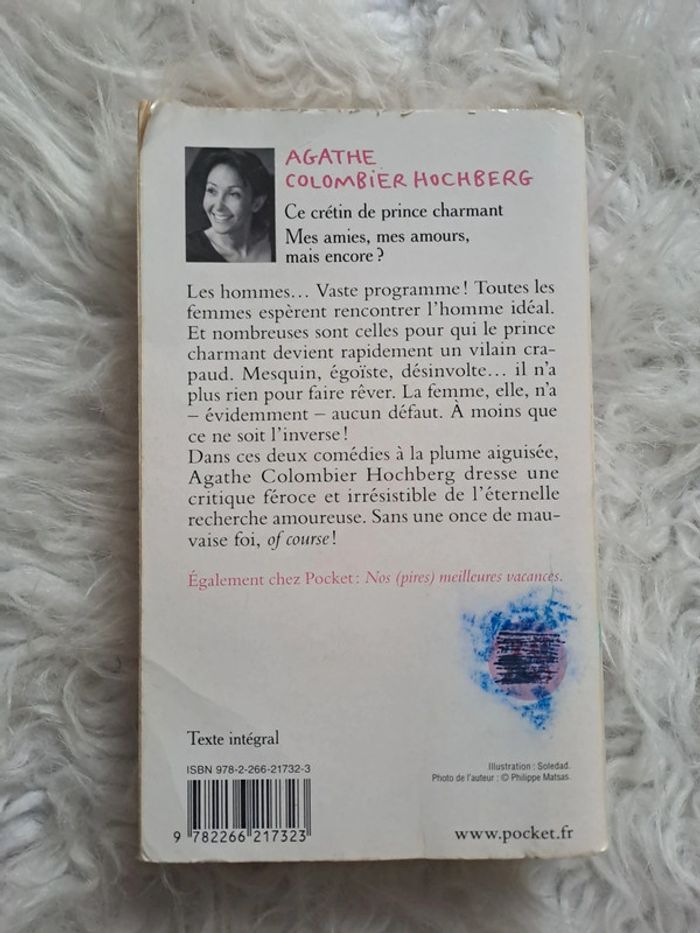 AGATHE
COLOMBIER HOCHBERG
Ce crétin de prince charmant
Mes amies, mes amours,
mais encore ?
Les hommes… Vaste programme ! Toutes les
femmes espèrent rencontrer l'homme idéal.
Et nombreuses sont celles pour qui le prince
charmant devient rapidement un vilain cra-
paud. Mesquin, égoïste, désinvolte… il n'a
plus rien pour faire rêver. La femme, elle, n'a
– évidemment – aucun défaut. À moins que
ce ne soit l'inverse !
Dans ces deux comédies à la plume aiguisée,
Agathe Colombier Hochberg dresse une
critique féroce et irrésistible de l'éternelle
recherche amoureuse. Sans une once de mau-
vaise foi, of course !
Également chez Pocket : Nos (pires) meilleures vacances.
Texte intégral
ISBN 978-2-266-21732-3
Illustration : Soledad.
Photo de l'auteur : © Philippe Matsas.
9 782266 217323
www.pocket.fr